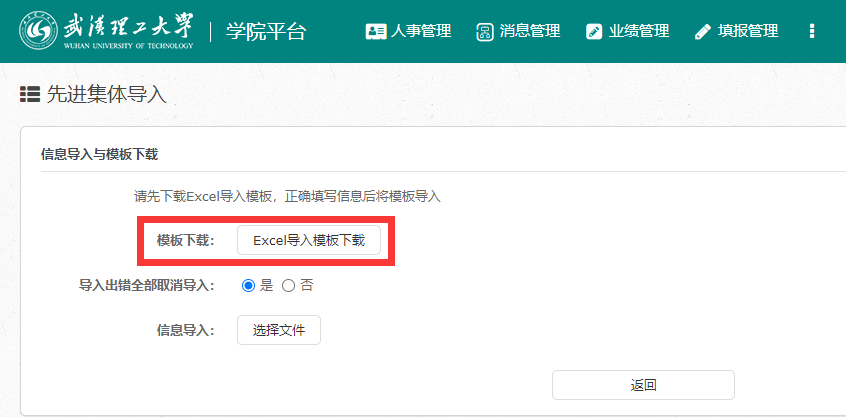 武汉理工大学 学院平台 人事管理 消息管理 业绩管理 填报管理
WUHAN UNIVERSITY OF TECHNOLOGY
先进集体导入
信息导入与模板下载
请先下载Excel导入模板，正确填写信息后将模板导入
模板下载： Excel导入模板下载
导入出错全部取消导入： 是 否
信息导入： 选择文件
返回